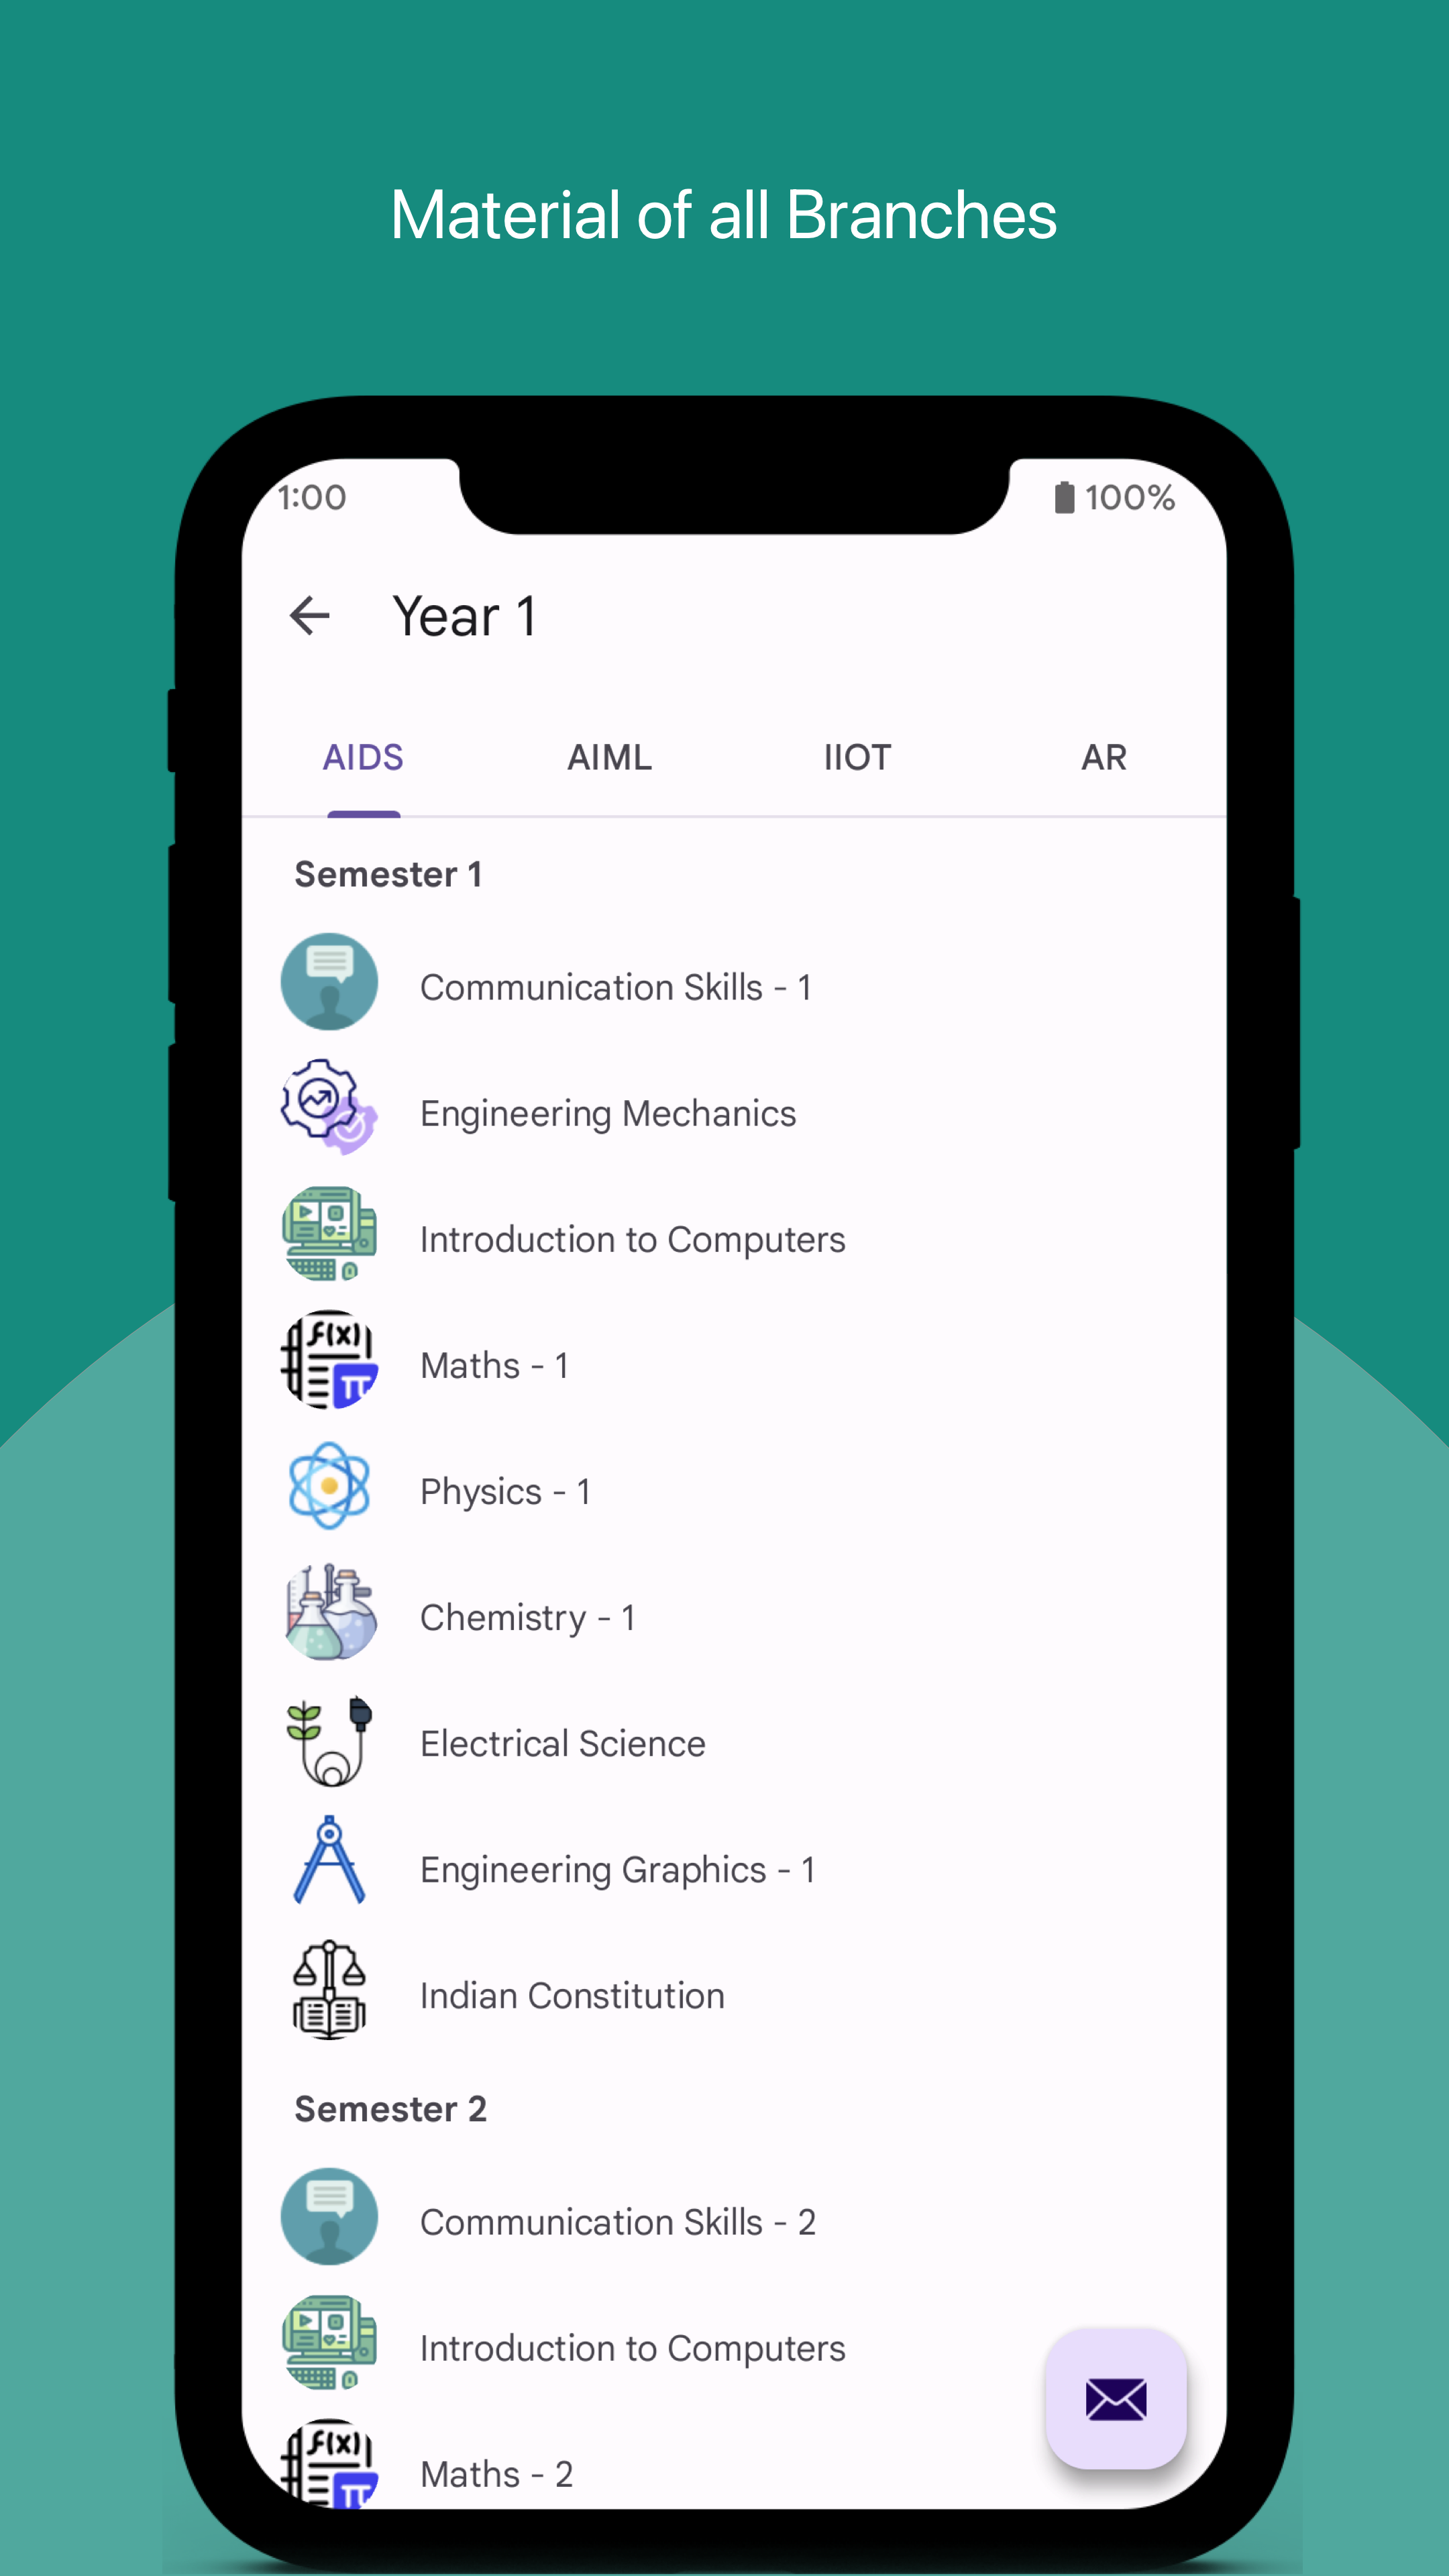 Material of all Branches
1:00
100%
Year 1
AIDS
AIML
IIOT
AR
Semester 1
Communication Skills - 1
Engineering Mechanics
Introduction to Computers
f(x)
π
Maths - 1
Physics - 1
Chemistry - 1
Electrical Science
Engineering Graphics - 1
Indian Constitution
Semester 2
Communication Skills - 2
Introduction to Computers
f(x)
π
Maths - 2